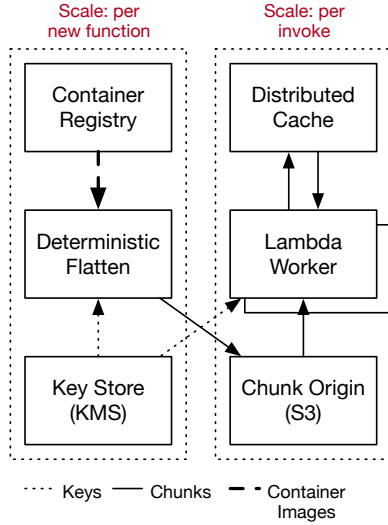 Scale: per
new function
Scale: per
invoke
Container
Registry
Distributed
Cache
Deterministic
Flatten
Lambda
Worker
Key Store
(KMS)
Chunk Origin
(S3)
Keys
Chunks
Container
Images